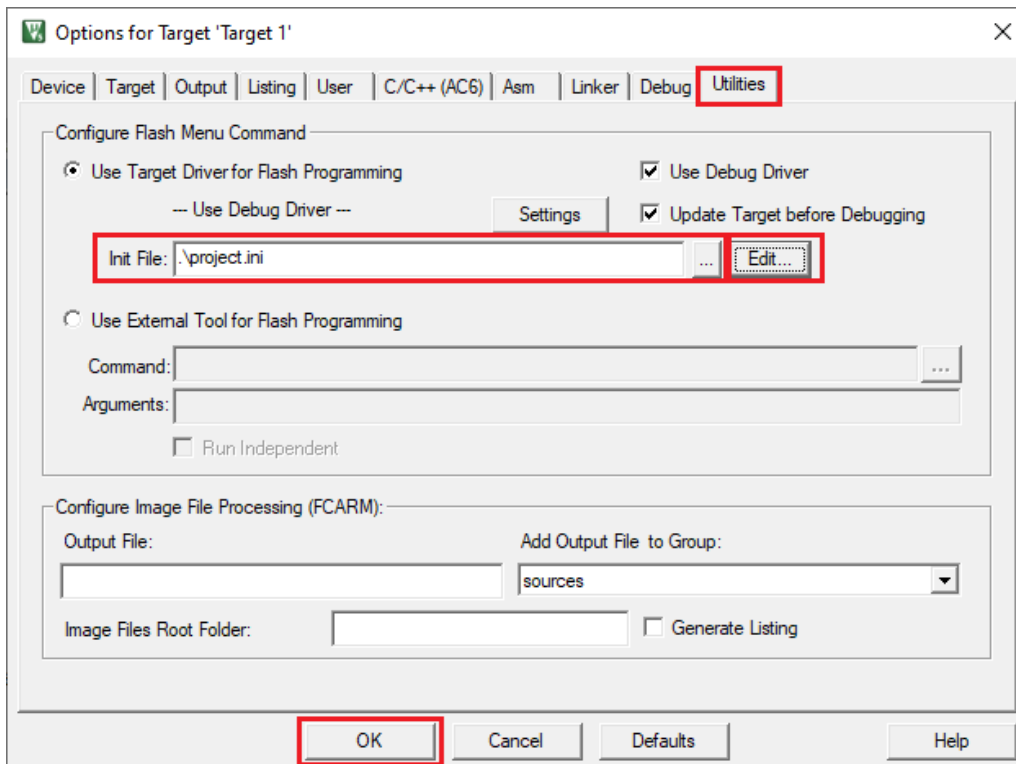 Options for Target 'Target 1'
Device Target Output Listing User C/C++ (AC6) Asm Linker Debug Utilities
Configure Flash Menu Command
Use Target Driver for Flash Programming Use Debug Driver
--- Use Debug Driver --- Settings Update Target before Debugging
Init File: .\project.ini ... Edit...
Use External Tool for Flash Programming
Command: ...
Arguments:
Run Independent
Configure Image File Processing (FCARM):
Output File: Add Output File to Group:
sources
Image Files Root Folder: Generate Listing
OK Cancel Defaults Help